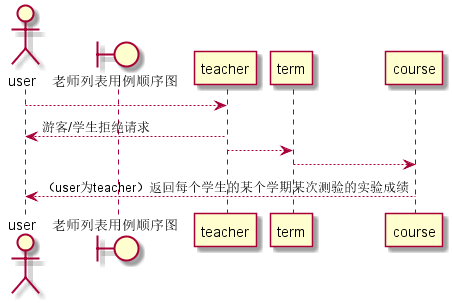 user
老师列表用例顺序图
teacher
term
course
游客/学生拒绝请求
（user为teacher）返回每个学生的某个学期某次测验的实验成绩
user
老师列表用例顺序图
teacher
term
course